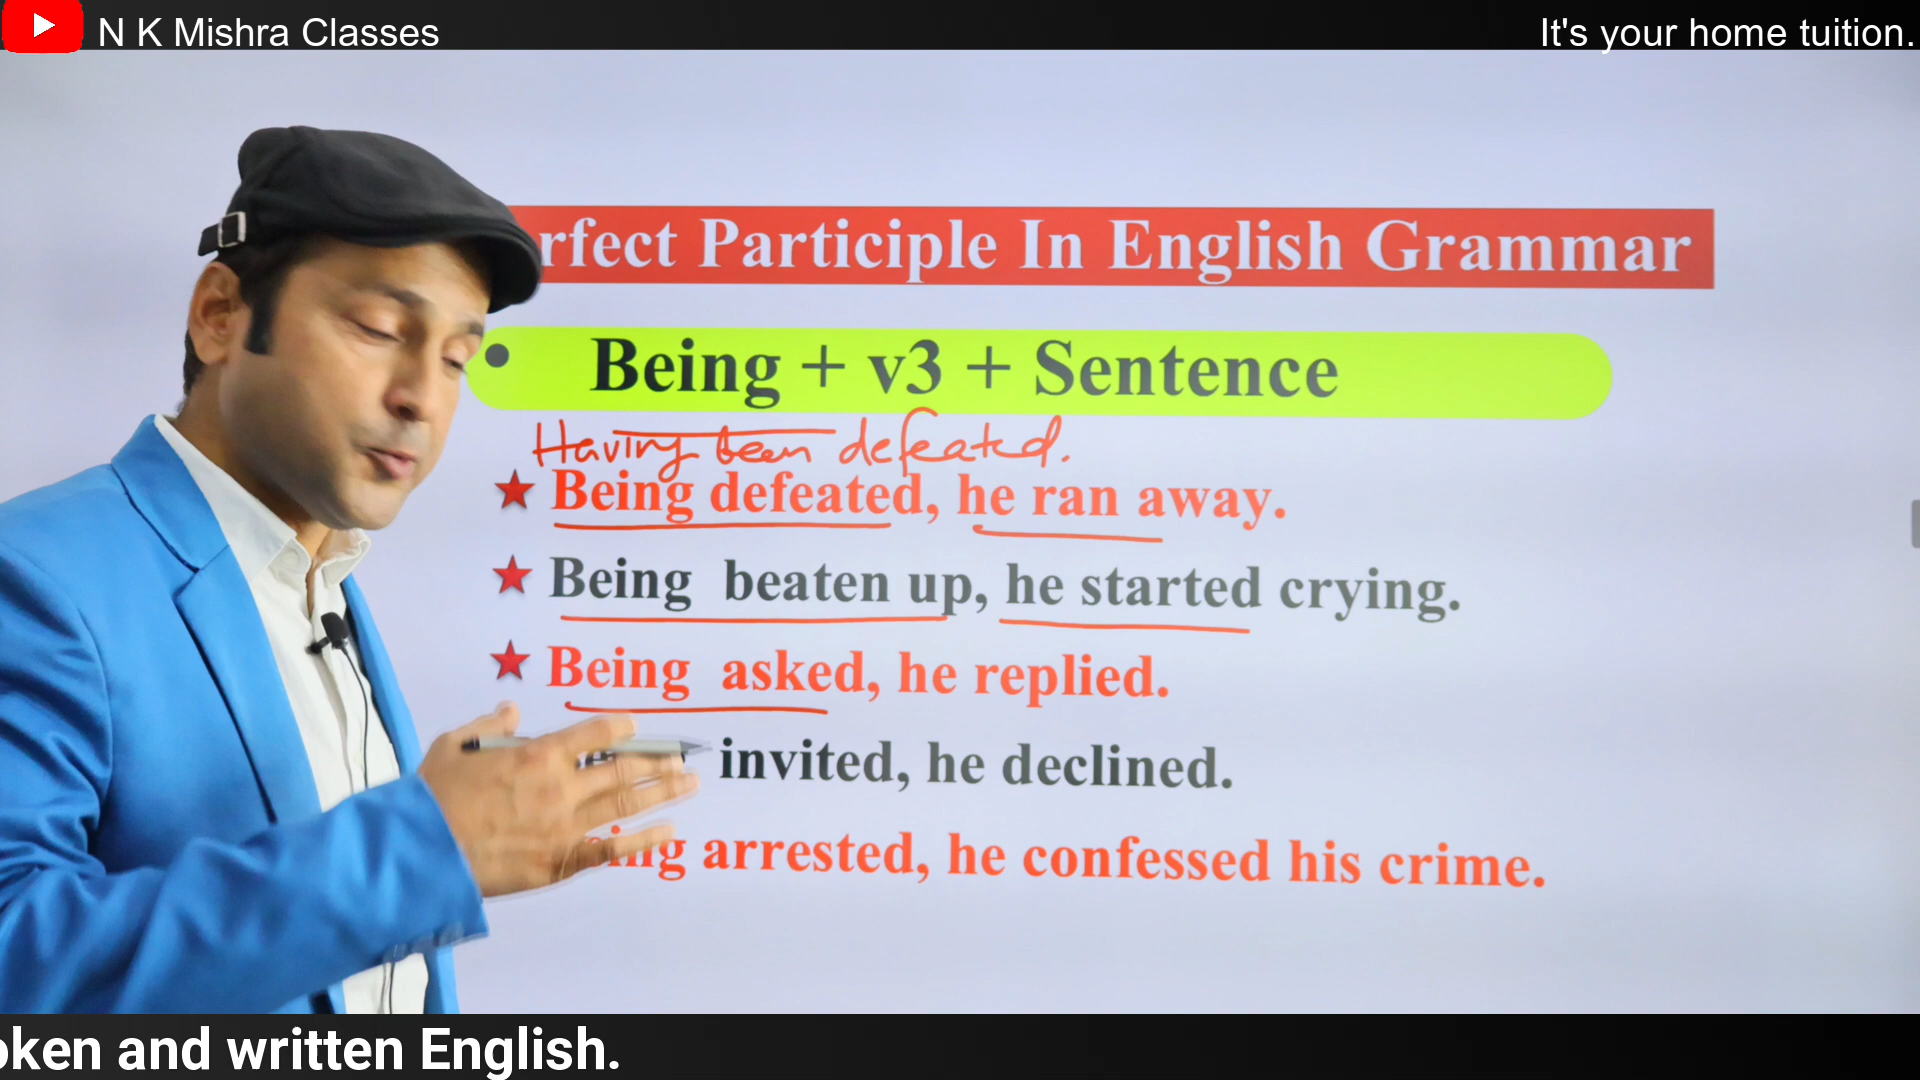 N K Mishra Classes
It's your home tuition.
rfect Participle In English Grammar
• Being + v3 + Sentence
Having been defeated.
★ Being defeated, he ran away.
★ Being beaten up, he started crying.
★ Being asked, he replied.
invited, he declined.
arrested, he confessed his crime.
oken and written English.